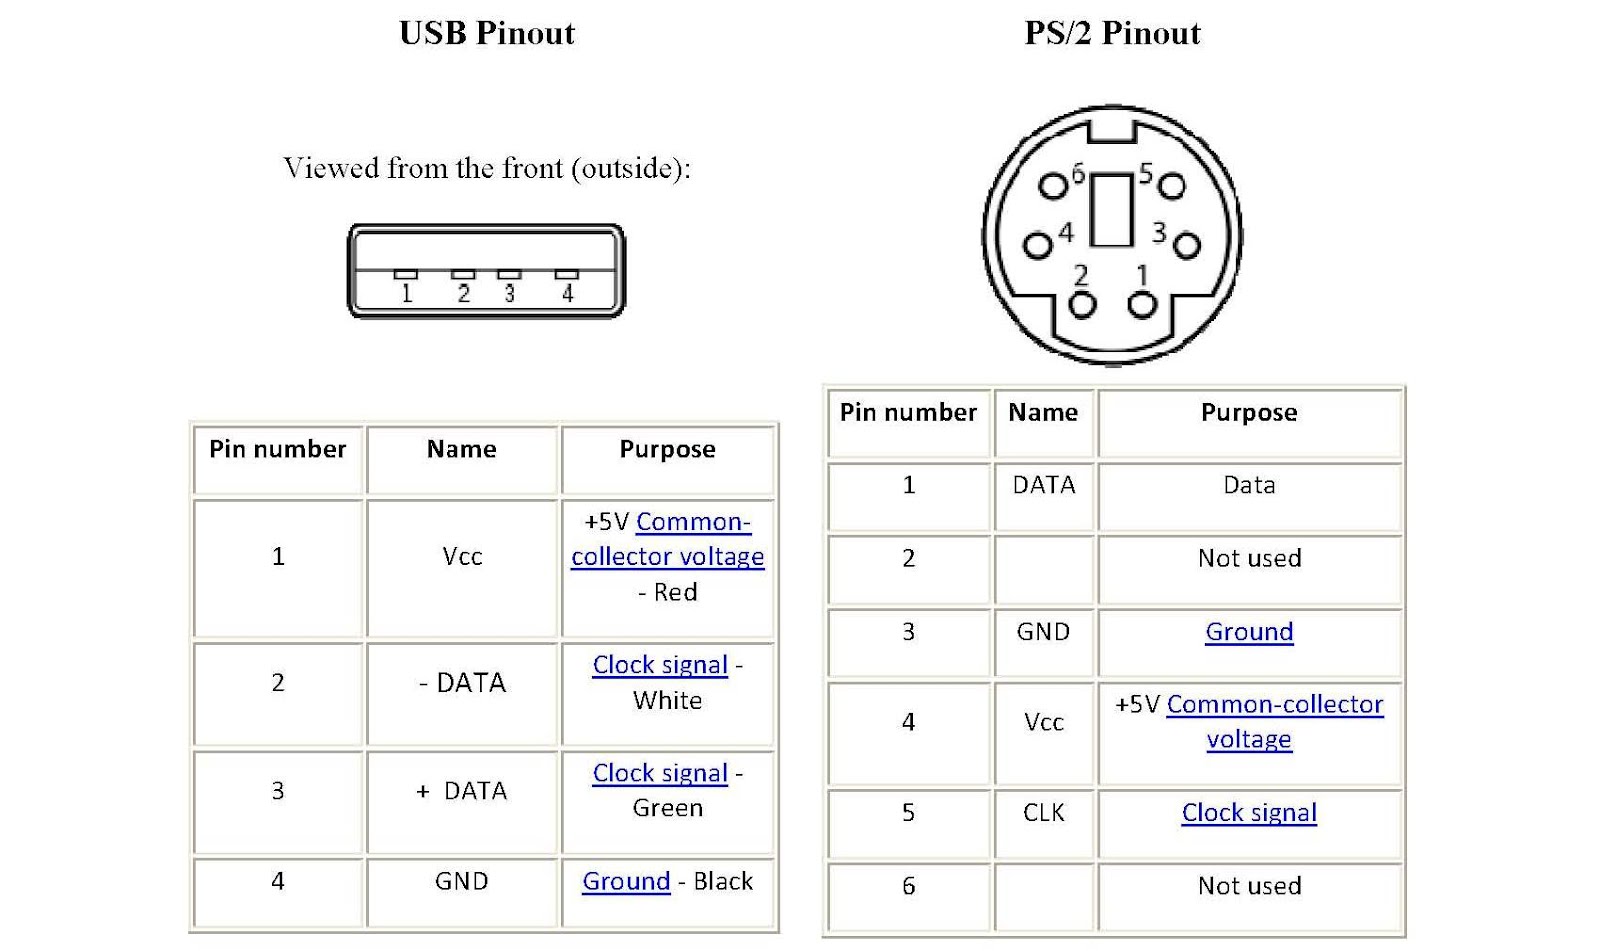 USB Pinout
Viewed from the front (outside):
1 2 3 4
Pin number Name Purpose
1 Vcc +5V Common-
collector voltage
- Red
2 - DATA Clock signal -
White
3 + DATA Clock signal -
Green
4 GND Ground - Black
PS/2 Pinout
6 5
4 3
2 1
Pin number Name Purpose
1 DATA Data
2 Not used
3 GND Ground
4 Vcc +5V Common-collector
voltage
5 CLK Clock signal
6 Not used